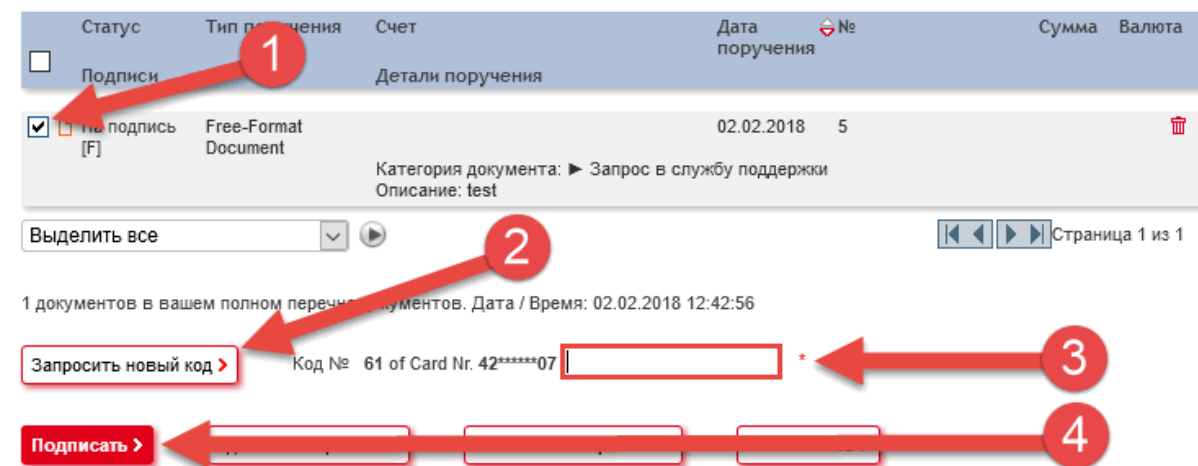 Статус Тип Счет Дата № Сумма Валюта
поручения
Подписи Детали поручения
1
На подпись Free-Format 02.02.2018 5
[F] Document
Категория документа: ► Запрос в службу поддержки
Описание: test
Выделить все Страница 1 из 1
2
1 документов в вашем полном Дата / Время: 02.02.2018 12:42:56
Запросить новый код > Код № 61 of Card Nr. 42******07 *
3
Подписать >
4